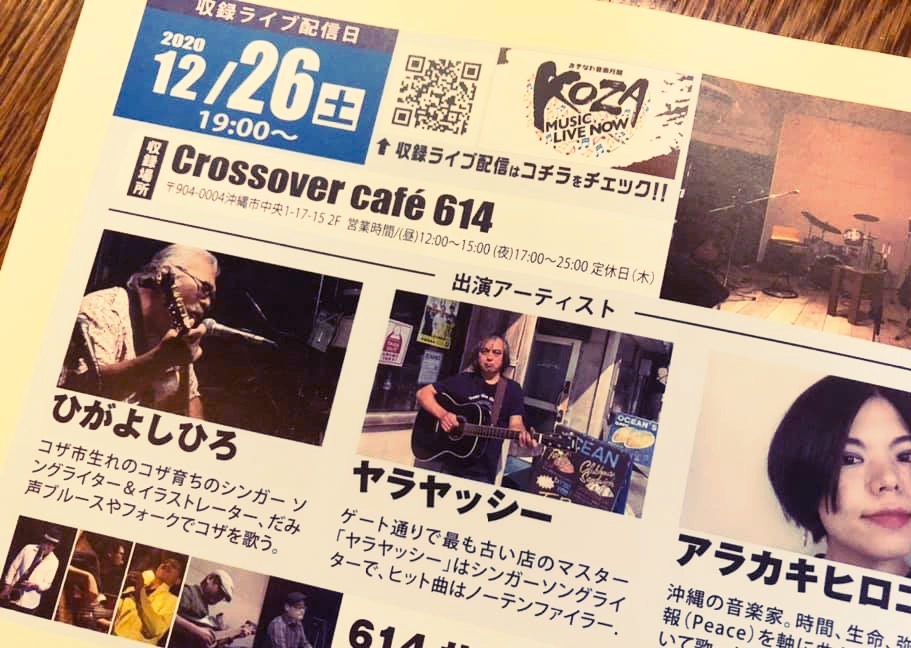 収録ライブ配信日
2020
12/26土
19:00～
おきなわ音楽月間
KOZA
MUSIC
LIVE NOW
⬆収録ライブ配信はコチラをチェック!!
収録場所
Crossover café 614
〒904-0004沖縄市中央1-17-15 2F 営業時間/(昼)12:00～15:00 (夜)17:00～25:00 定休日(木)
出演アーティスト
ひがよしひろ
コザ市生れのコザ育ちのシンガー ソ
ングライター＆イラストレーター、だみ
声ブルースやフォークでコザを歌う。
OCEAN'S
OCEAN
ヤラヤッシー
ゲート通りで最も古い店のマスター
「ヤラヤッシー」はシンガーソングライ
ターで、ヒット曲はノーテンファイラー.
アラカキヒロコ
沖縄の音楽家。時間、生命、弥
報(Peace)を軸に
いて歌
614